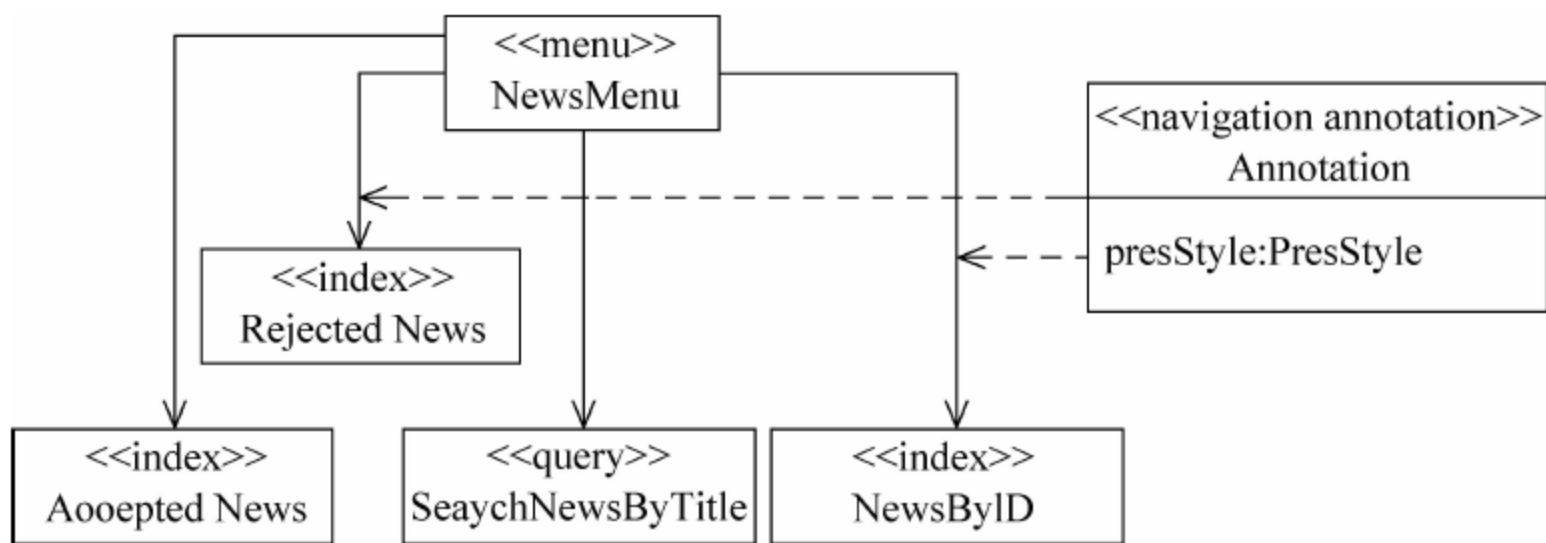 <<menu>>
NewsMenu
<<navigation annotation>>
Annotation
presStyle:PresStyle
<<index>>
Rejected News
<<index>>
Aooepted News
<<query>>
SeaychNewsByTitle
<<index>>
NewsBylD